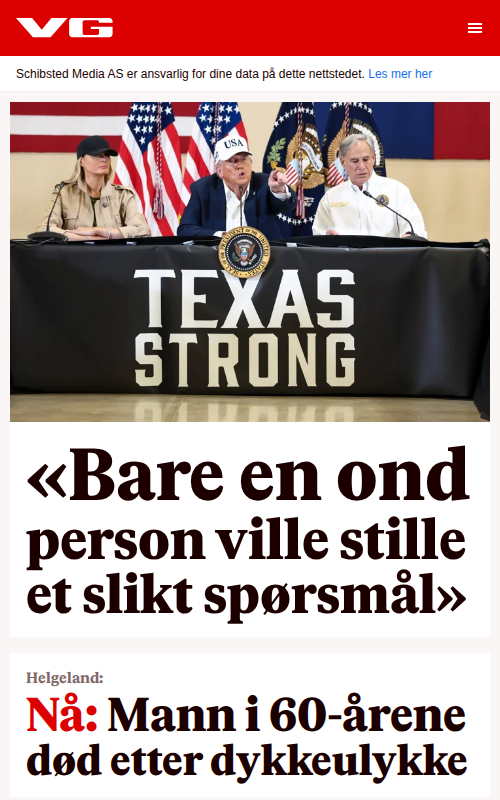 VG
Schibsted Media AS er ansvarlig for dine data på dette nettstedet. Les mer her
USA
TEXAS
STRONG
«Bare en ond
person ville stille
et slikt spørsmål»
Helgeland:
Nå: Mann i 60-årene
død etter dykkeulykke